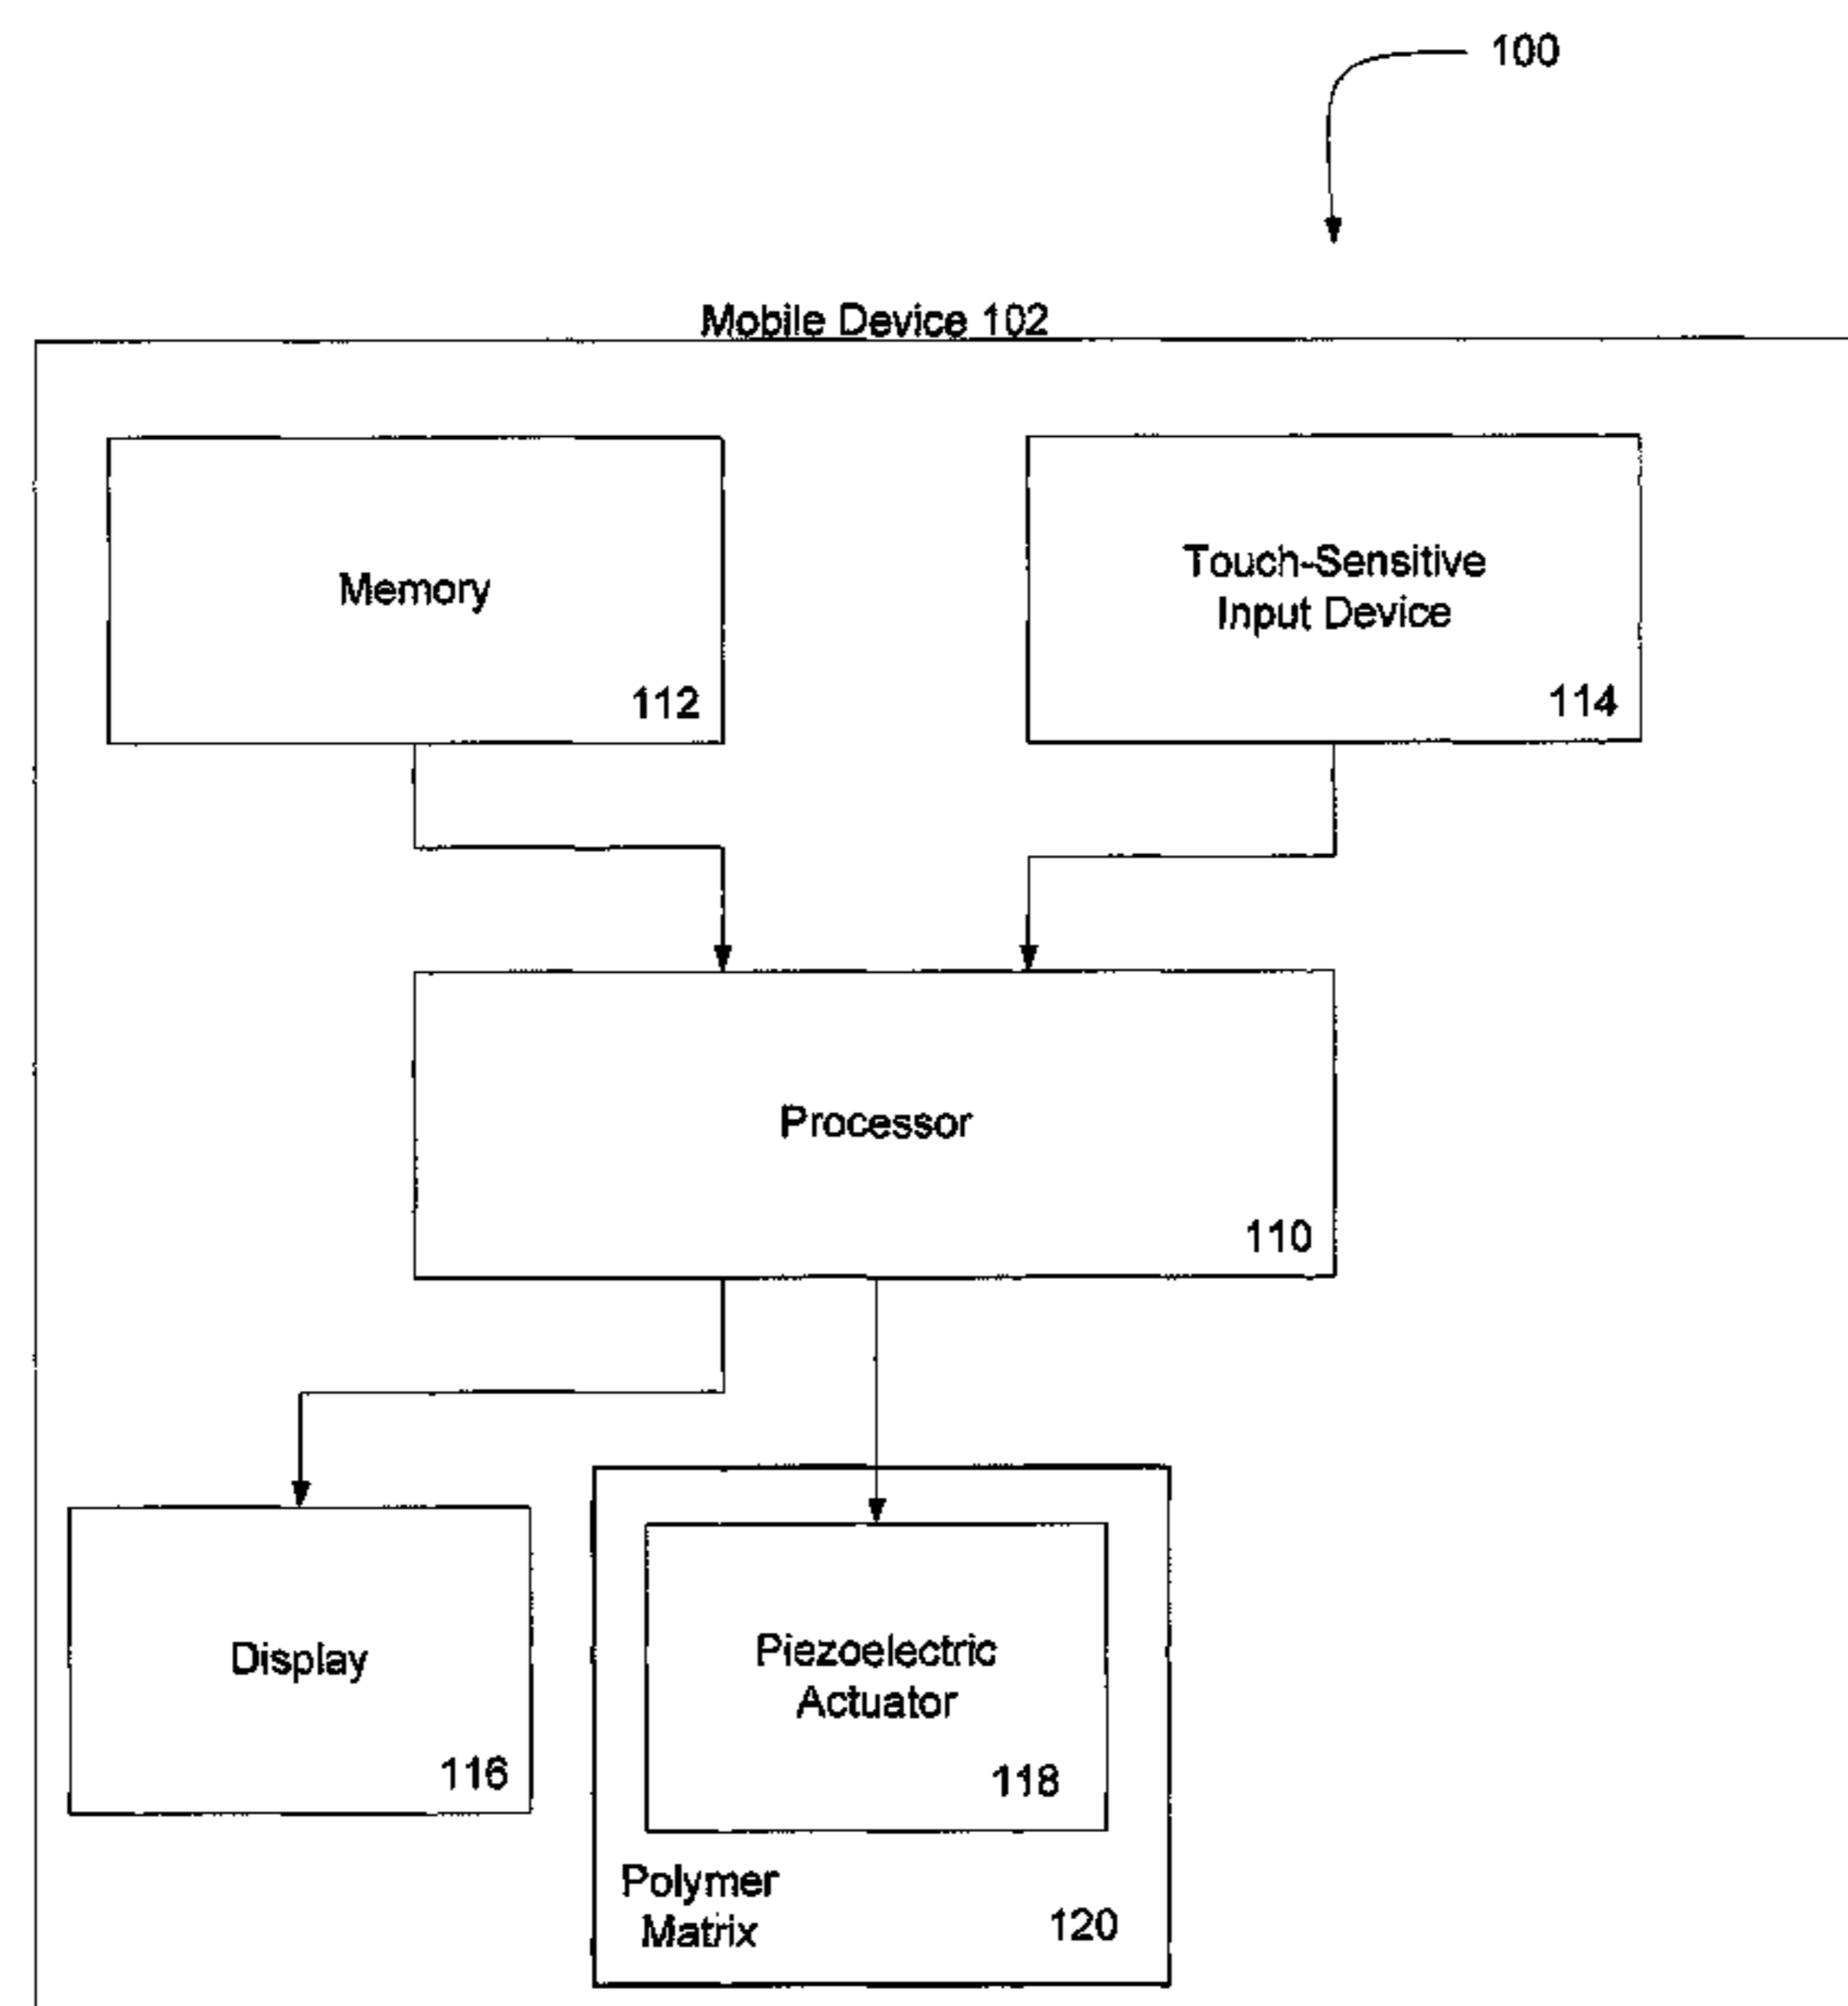 100
Mobile Device 102
Memory
112
Touch-Sensitive
Input Device
114
Processor
110
Display
116
Piezoelectric
Actuator
118
Polymer
Matrix
120